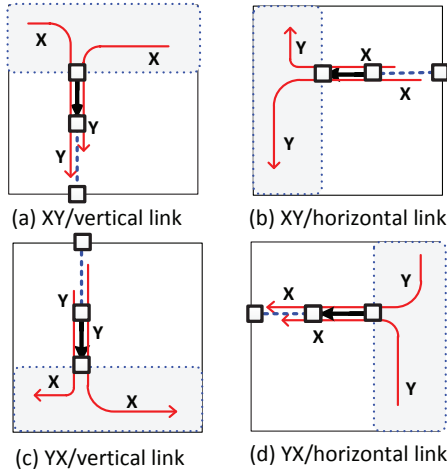 X X
Y
Y
(a) XY/vertical link
X
Y
Y
X
(b) XY/horizontal link
Y
Y
X X
(c) YX/vertical link
Y
X
X
Y
(d) YX/horizontal link